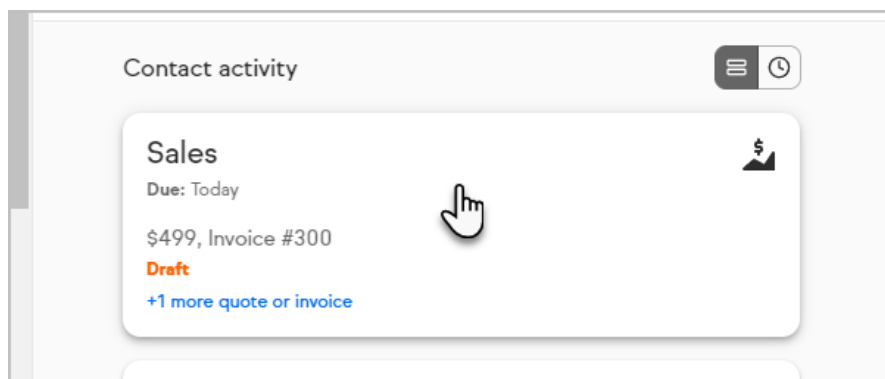 Contact activity
Sales
Due: Today
$499, Invoice #300
Draft
+1 more quote or invoice